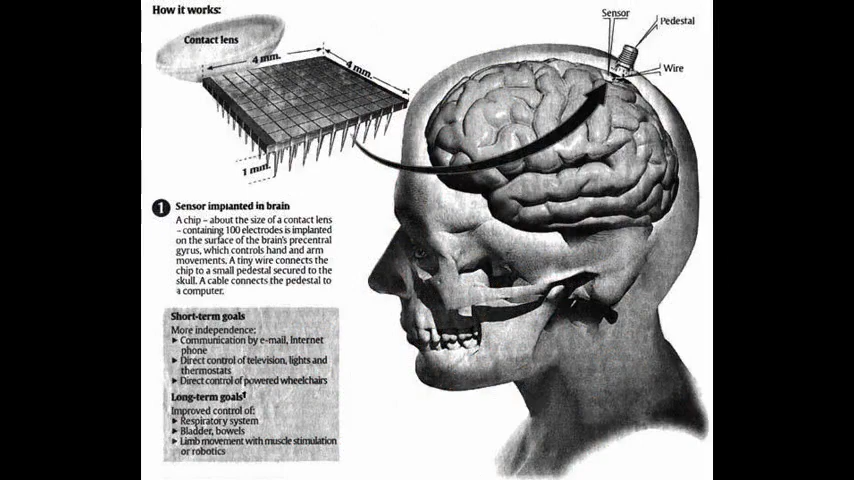 How it works:
Contact lens
4 mm.
4 mm.
1 mm.
Sensor
Pedestal
Wire
1 Sensor implanted in brain
A chip – about the size of a contact lens
– containing 100 electrodes is implanted
on the surface of the brain's precentral
gyrus, which controls hand and arm
movements. A tiny wire connects the
chip to a small pedestal secured to the
skull. A cable connects the pedestal to
a computer.
Short-term goals
More independence:
▶ Communication by e-mail, Internet
phone
▶ Direct control of television, lights and
thermostats
▶ Direct control of powered wheelchairs
Long-term goals†
Improved control of:
▶ Respiratory system
▶ Bladder, bowels
▶ Limb movement with muscle stimulation
or robotics